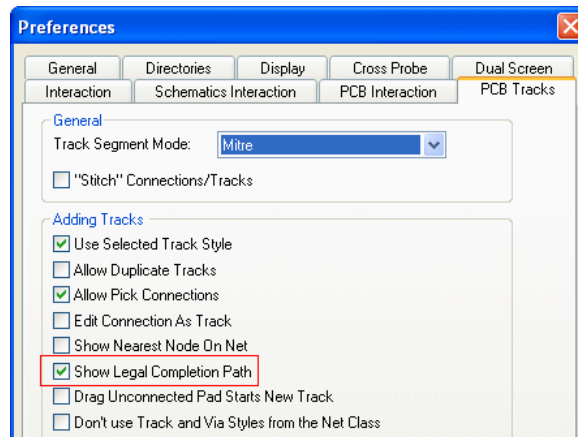 Preferences
General Directories Display Cross Probe Dual Screen
Interaction Schematics Interaction PCB Interaction PCB Tracks
General
Track Segment Mode: Mitre
"Stitch" Connections/Tracks
Adding Tracks
Use Selected Track Style
Allow Duplicate Tracks
Allow Pick Connections
Edit Connection As Track
Show Nearest Node On Net
Show Legal Completion Path
Drag Unconnected Pad Starts New Track
Don't use Track and Via Styles from the Net Class